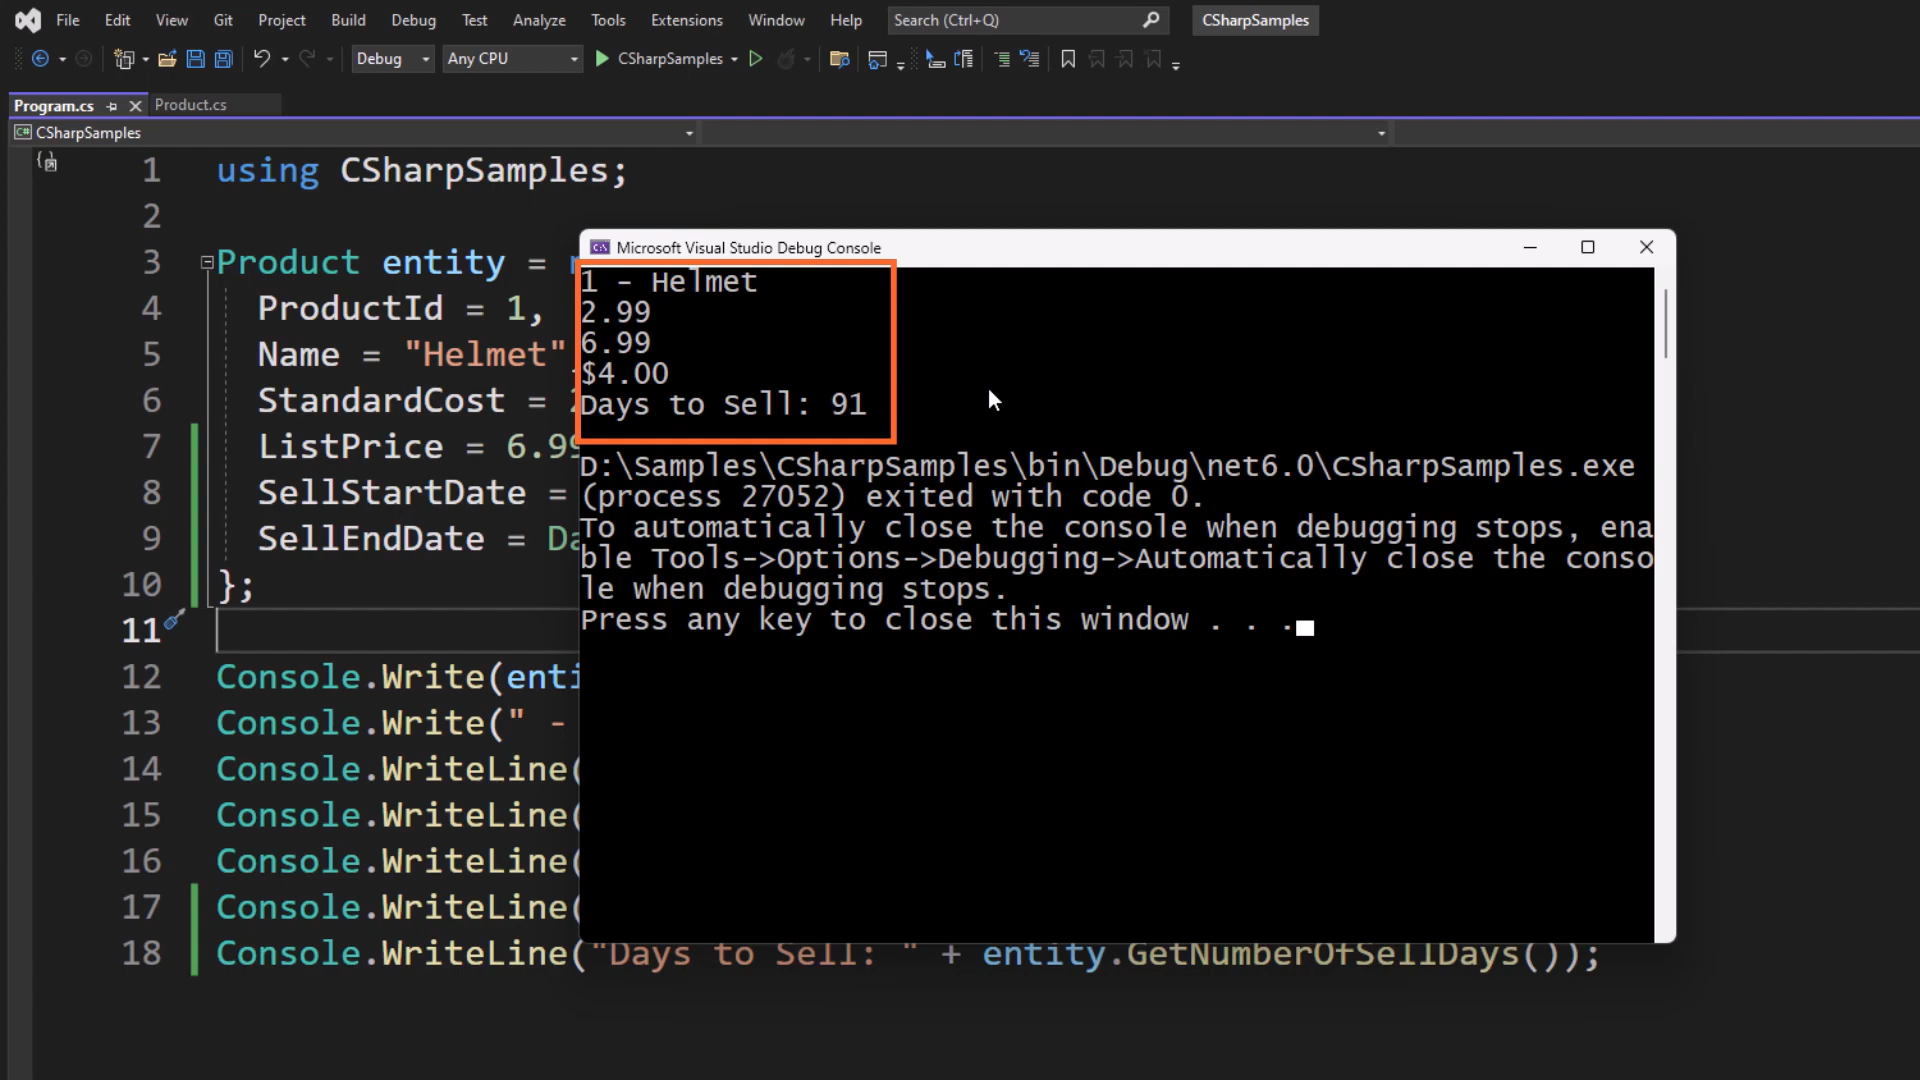 File Edit View Git Project Build Debug Test Analyze Tools Extensions Window Help Search (Ctrl+Q) CSharpSamples
Debug Any CPU CSharpSamples
Program.cs Product.cs
C# CSharpSamples
1 using CSharpSamples;
2
3 Product entity =
4 ProductId = 1,
5 Name = "Helmet"
6 StandardCost =
7 ListPrice = 6.99
8 SellStartDate =
9 SellEndDate =
10 };
11
12 Console.Write(enti
13 Console.Write(" -
14 Console.WriteLine(
15 Console.WriteLine(
16 Console.WriteLine(
17 Console.WriteLine(
18 Console.WriteLine("Days to Sell: " + entity.GetNumberOfSellDays());
Microsoft Visual Studio Debug Console
1 - Helmet
2.99
6.99
$4.00
Days to Sell: 91
D:\Samples\CSharpSamples\bin\Debug\net6.0\CSharpSamples.exe
(process 27052) exited with code 0.
To automatically close the console when debugging stops, ena
ble Tools->Options->Debugging->Automatically close the conso
le when debugging stops.
Press any key to close this window . . .